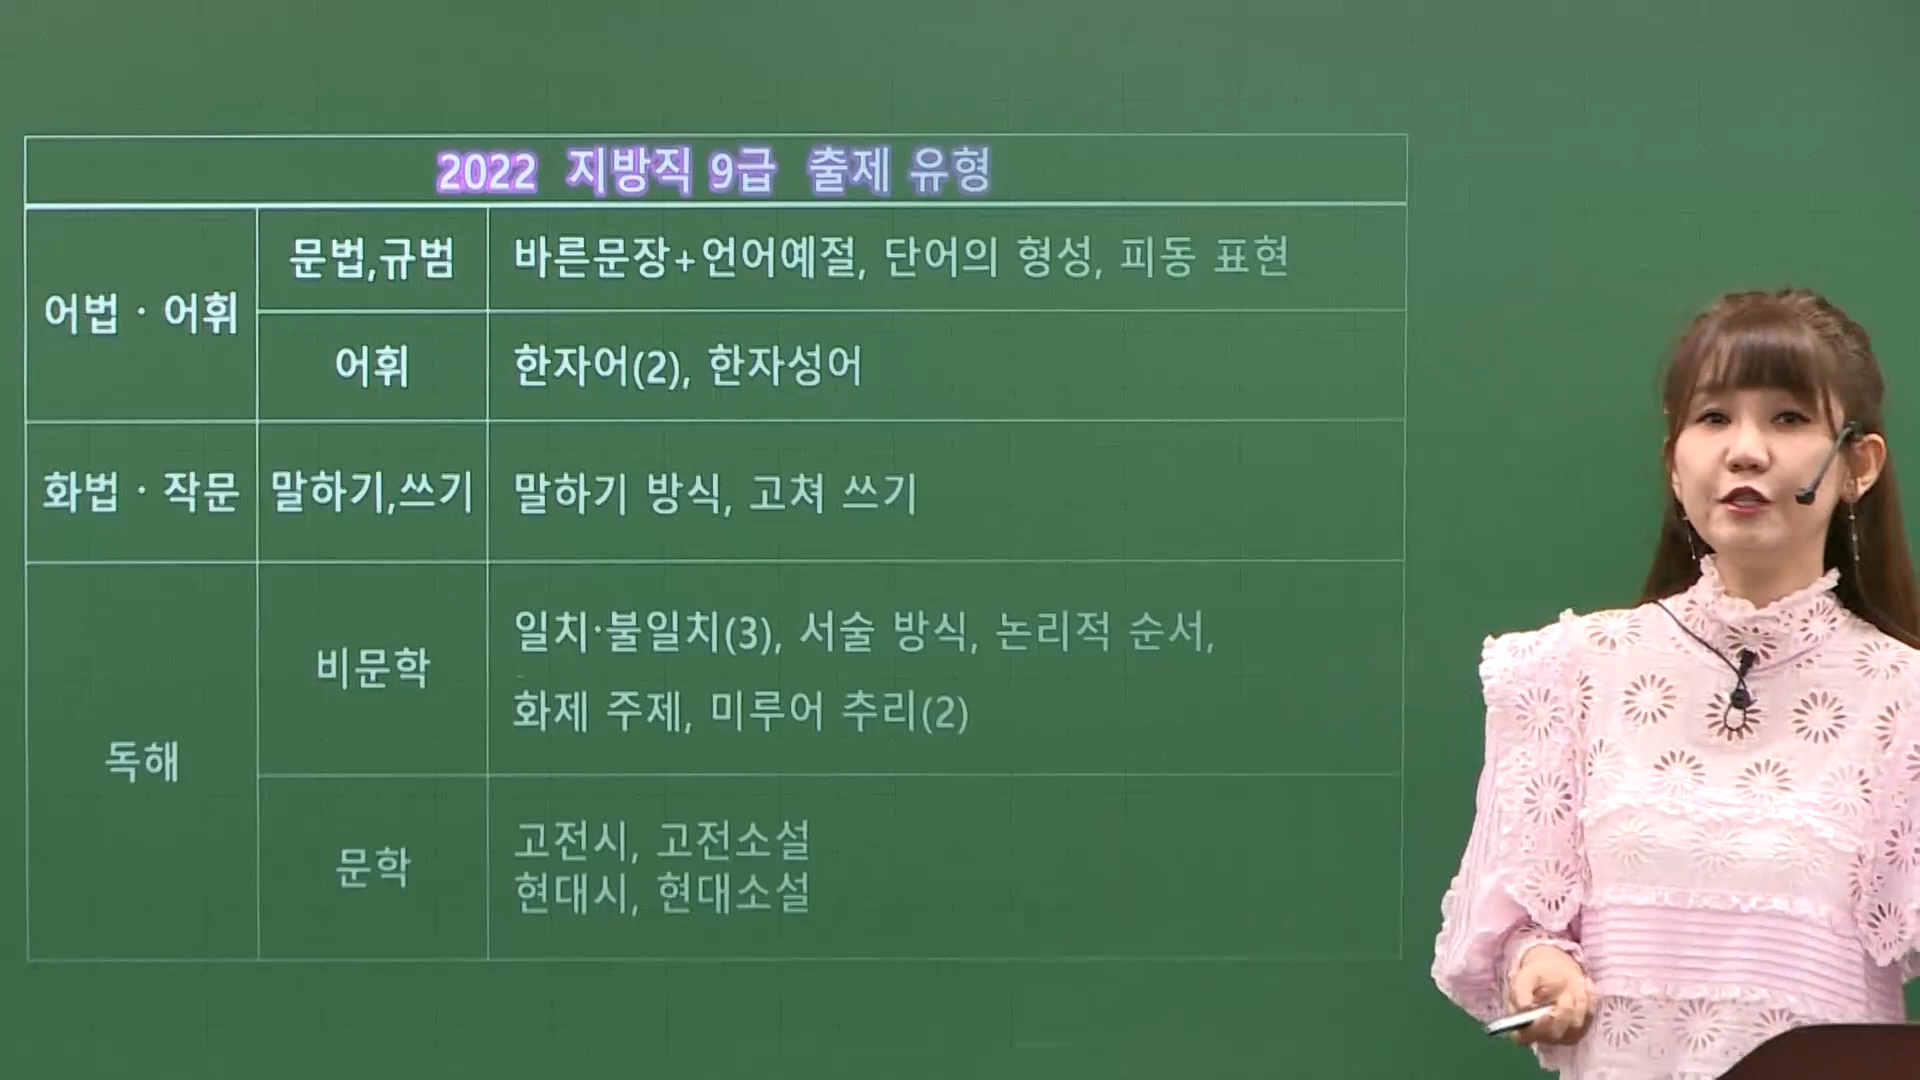 2022 지방직 9급 출제 유형
어법 · 어휘
문법,규범
바른문장+언어예절, 단어의 형성, 피동 표현
어휘
한자어(2), 한자성어
화법 · 작문
말하기,쓰기
말하기 방식, 고쳐 쓰기
독해
비문학
일치·불일치(3), 서술 방식, 논리적 순서,
화제 주제, 미루어 추리(2)
문학
고전시, 고전소설
현대시, 현대소설